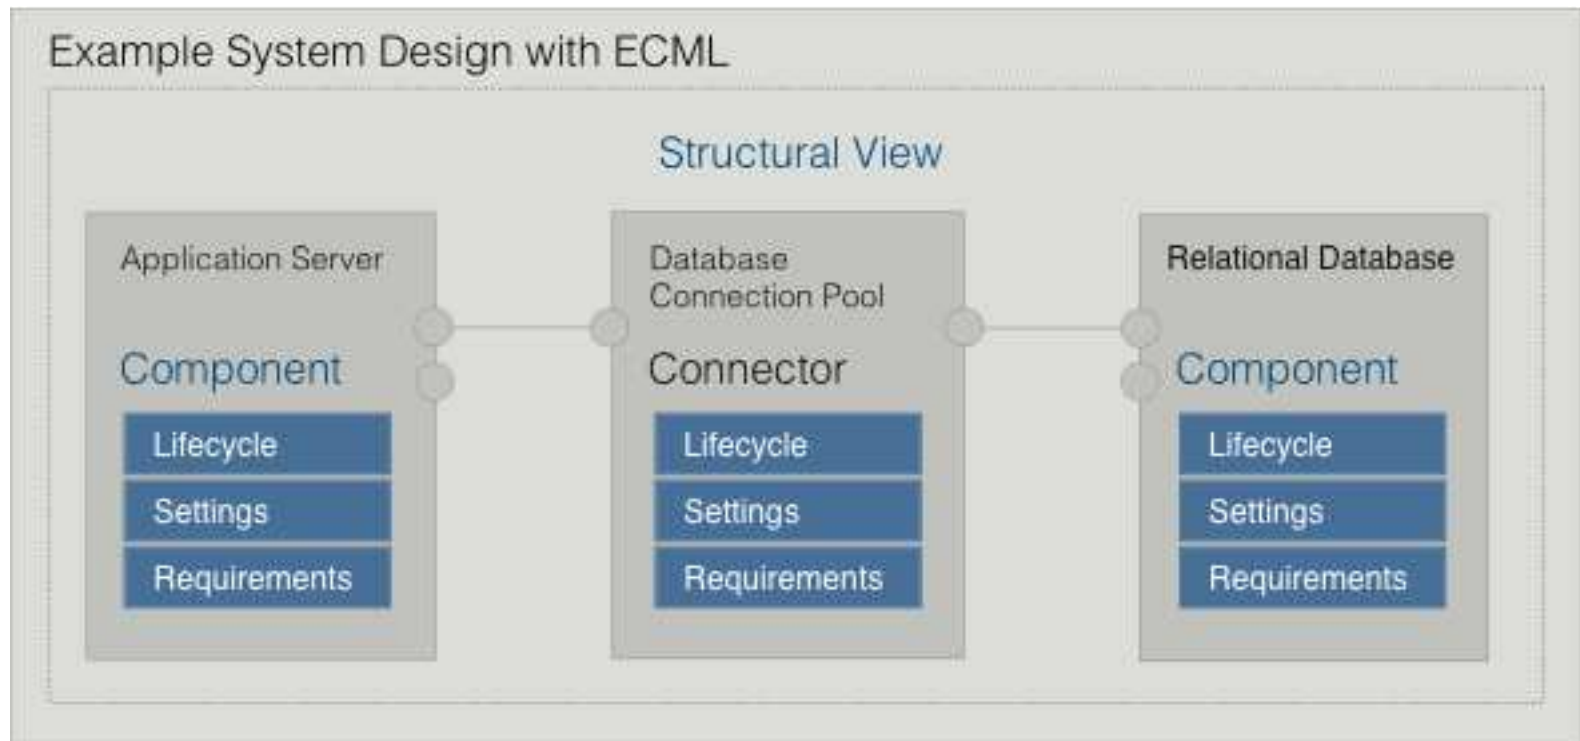 Example System Design with ECML
Structural View
Application Server
Component
Lifecycle
Settings
Requirements
Database
Connection Pool
Connector
Lifecycle
Settings
Requirements
Relational Database
Component
Lifecycle
Settings
Requirements